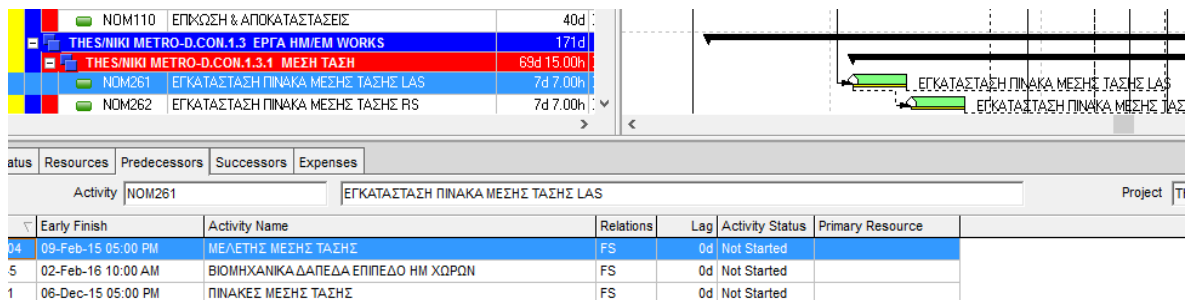 NOM110 ΕΠΙΧΩΣΗ & ΑΠΟΚΑΤΑΣΤΑΣΕΙΣ 40d
THES/NIKI METRO-D.CON.1.3 ΕΡΓΑ ΗΜ/EM WORKS 171d
THES/NIKI METRO-D.CON.1.3.1 ΜΕΣΗ ΤΑΣΗ 69d 15.00h
NOM261 ΕΓΚΑΤΑΣΤΑΣΗ ΠΙΝΑΚΑ ΜΕΣΗΣ ΤΑΣΗΣ LAS 7d 7.00h ΕΓΚΑΤΑΣΤΑΣΗ ΠΙΝΑΚΑ ΜΕΣΗΣ ΤΑΣΗΣ LAS
NOM262 ΕΓΚΑΤΑΣΤΑΣΗ ΠΙΝΑΚΑ ΜΕΣΗΣ ΤΑΣΗΣ RS 7d 7.00h ΕΓΚΑΤΑΣΤΑΣΗ ΠΙΝΑΚΑ ΜΕΣΗΣ ΤΑΣ
atus Resources Predecessors Successors Expenses
Activity NOM261 ΕΓΚΑΤΑΣΤΑΣΗ ΠΙΝΑΚΑ ΜΕΣΗΣ ΤΑΣΗΣ LAS Project TH
Early Finish Activity Name Relations Lag Activity Status Primary Resource
04 09-Feb-15 05:00 PM ΜΕΛΕΤΗΣ ΜΕΣΗΣ ΤΑΣΗΣ FS 0d Not Started
-5 02-Feb-16 10:00 AM ΒΙΟΜΗΧΑΝΙΚΑ ΔΑΠΕΔΑ ΕΠΙΠΕΔΟ ΗΜ ΧΩΡΩΝ FS 0d Not Started
1 06-Dec-15 05:00 PM ΠΙΝΑΚΕΣ ΜΕΣΗΣ ΤΑΣΗΣ FS 0d Not Started